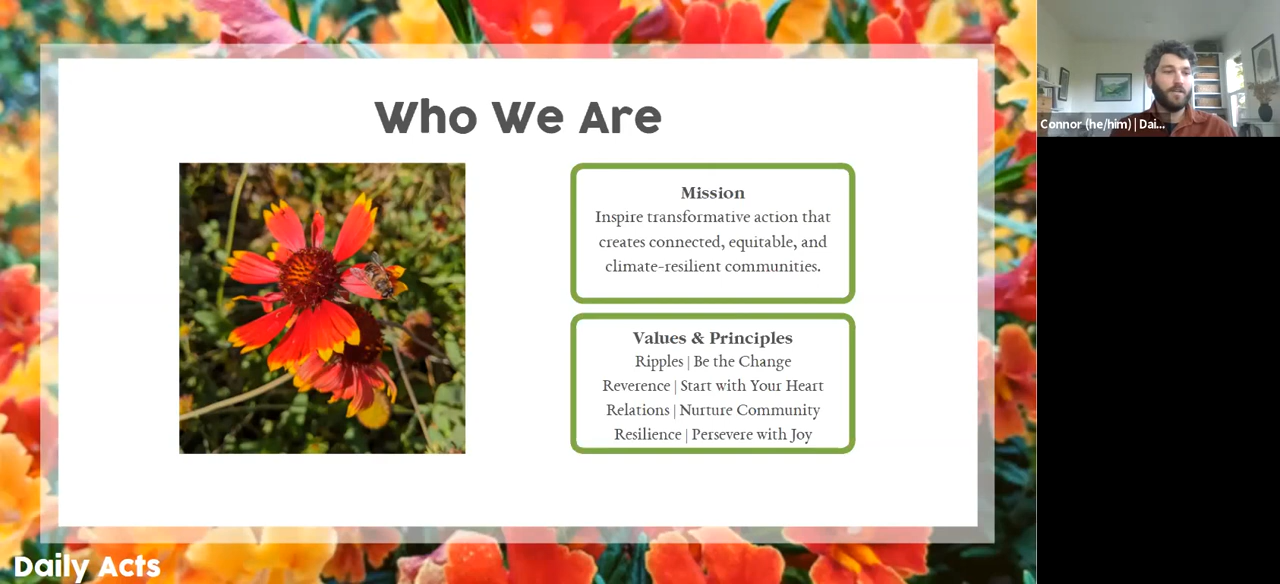 Who We Are
Mission
Inspire transformative action that
creates connected, equitable, and
climate-resilient communities.
Values & Principles
Ripples | Be the Change
Reverence | Start with Your Heart
Relations | Nurture Community
Resilience | Persevere with Joy
Daily Acts
Connor (he/him) | Dai...